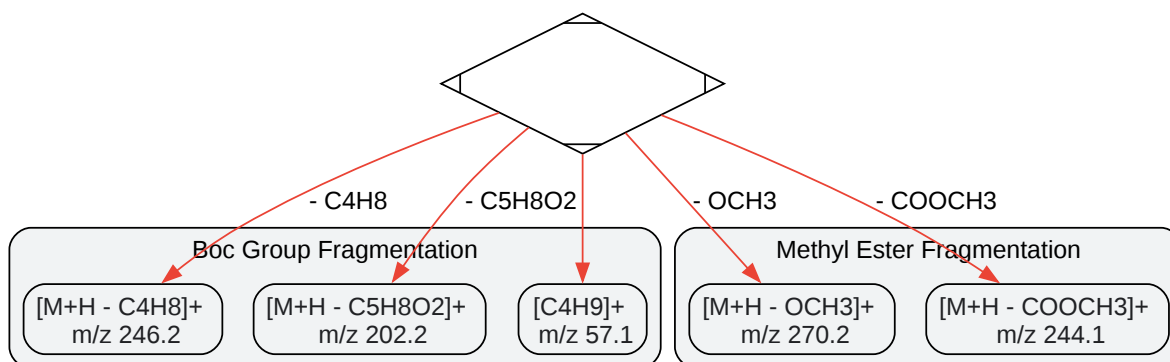 - C4H8
- C5H8O2
- OCH3
- COOCH3
Boc Group Fragmentation
Methyl Ester Fragmentation
[M+H - C4H8]+
m/z 246.2
[M+H - C5H8O2]+
m/z 202.2
[C4H9]+
m/z 57.1
[M+H - OCH3]+
m/z 270.2
[M+H - COOCH3]+
m/z 244.1